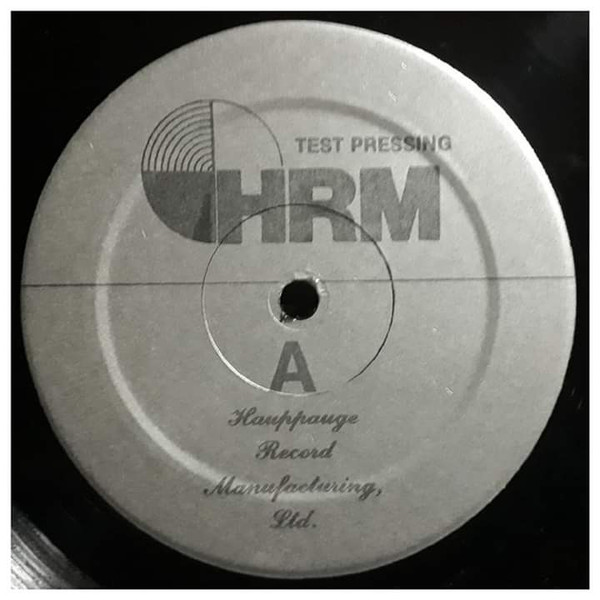 TEST PRESSING
HRM
A
Hauppauge
Record
Manufacturing,
Ltd.